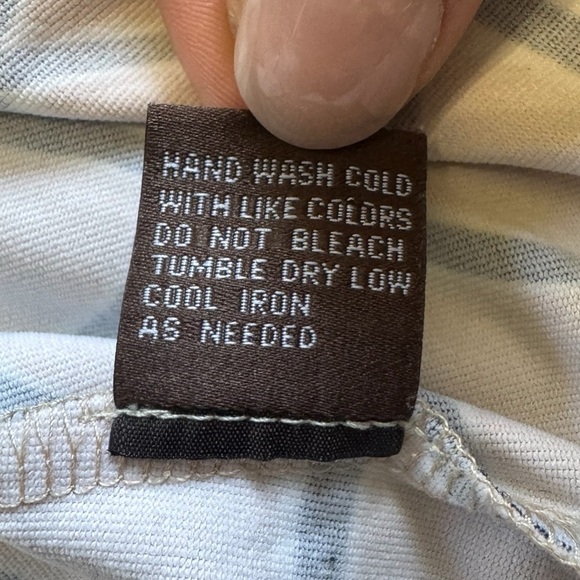 HAND WASH COLD
WITH LIKE COLORS
DO NOT BLEACH
TUMBLE DRY LOW
COOL IRON
AS NEEDED